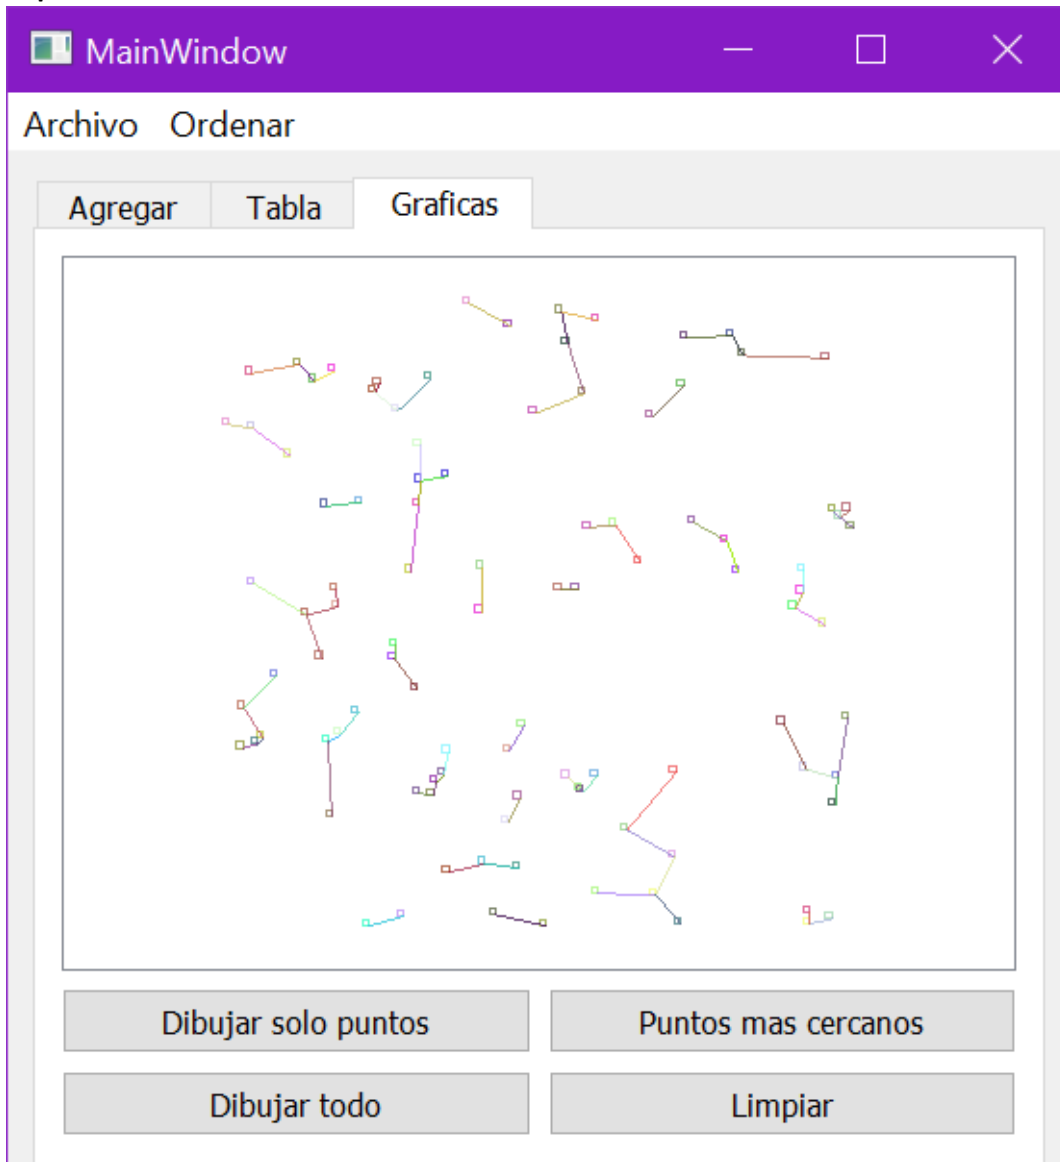 MainWindow
Archivo Ordenar
Agregar Tabla Graficas
Dibujar solo puntos Puntos mas cercanos
Dibujar todo Limpiar